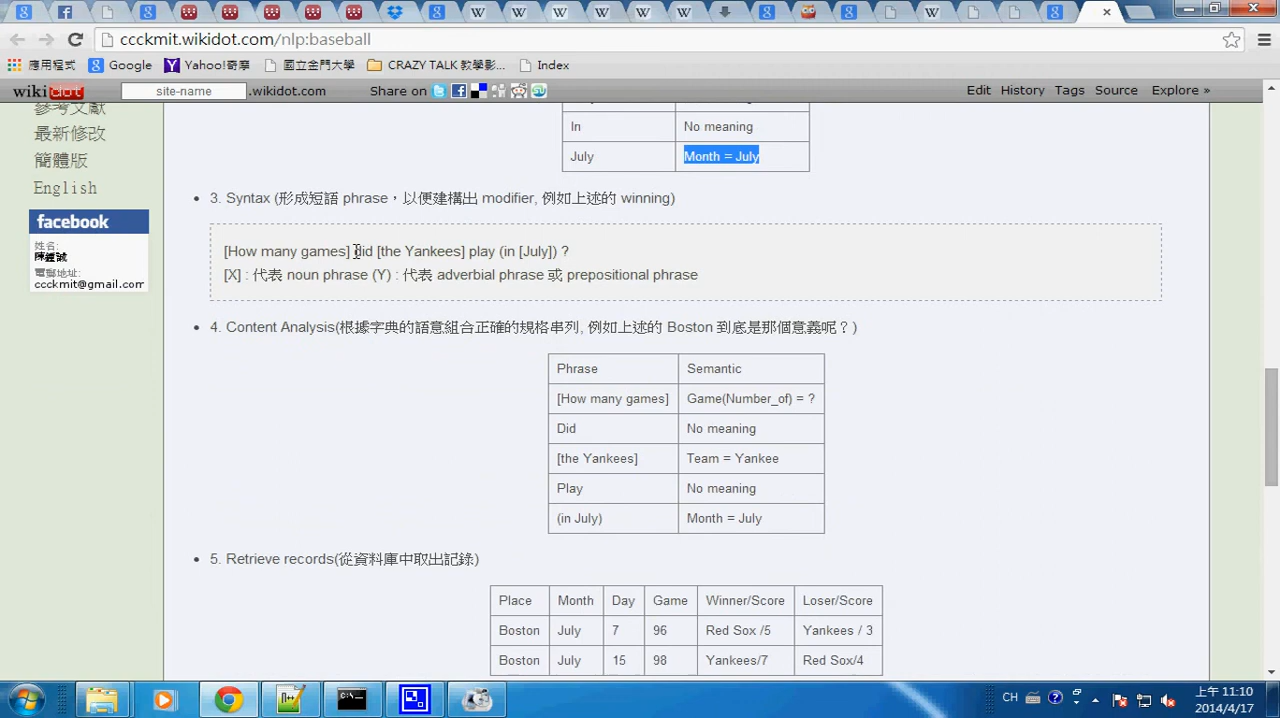 ccckmit.wikidot.com/nlp:baseball
應用程式 Google Yahoo!奇摩 國立金門大學 CRAZY TALK 教學影... Index
wikidot site-name .wikidot.com Share on Edit History Tags Source Explore »
參考文獻
最新修改
簡體版
English
facebook
姓名:
陳鍾誠
電郵地址:
ccckmit@gmail.com
In No meaning
July Month = July
3. Syntax (形成短語 phrase,以便建構出 modifier, 例如上述的 winning)
[How many games] did [the Yankees] play (in [July]) ?
[X] : 代表 noun phrase (Y) : 代表 adverbial phrase 或 prepositional phrase
4. Content Analysis(根據字典的語意組合正確的規格串列, 例如上述的 Boston 到底是那個意義呢?)
Phrase Semantic
[How many games] Game(Number_of) = ?
Did No meaning
[the Yankees] Team = Yankee
Play No meaning
(in July) Month = July
5. Retrieve records(從資料庫中取出記錄)
Place Month Day Game Winner/Score Loser/Score
Boston July 7 96 Red Sox /5 Yankees / 3
Boston July 15 98 Yankees/7 Red Sox/4
CH 上午 11:10
2014/4/17